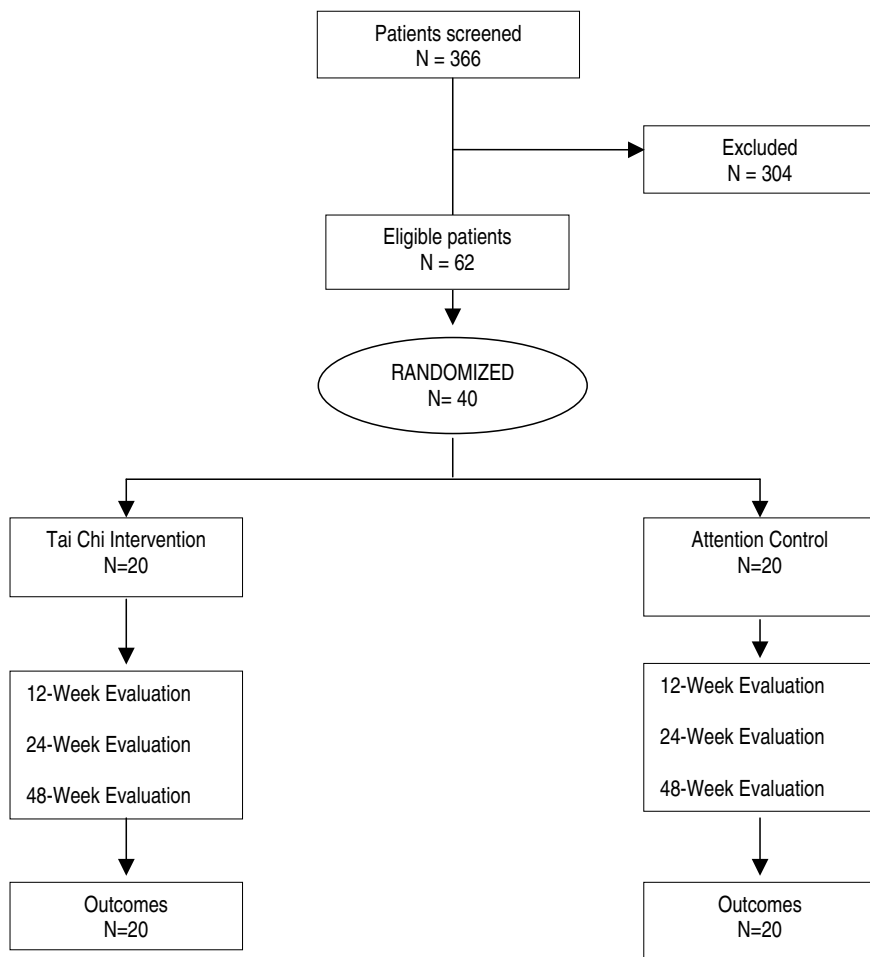 Patients screened
N = 366
Excluded
N = 304
Eligible patients
N = 62
RANDOMIZED
N= 40
Tai Chi Intervention
N=20
Attention Control
N=20
12-Week Evaluation
24-Week Evaluation
48-Week Evaluation
12-Week Evaluation
24-Week Evaluation
48-Week Evaluation
Outcomes
N=20
Outcomes
N=20